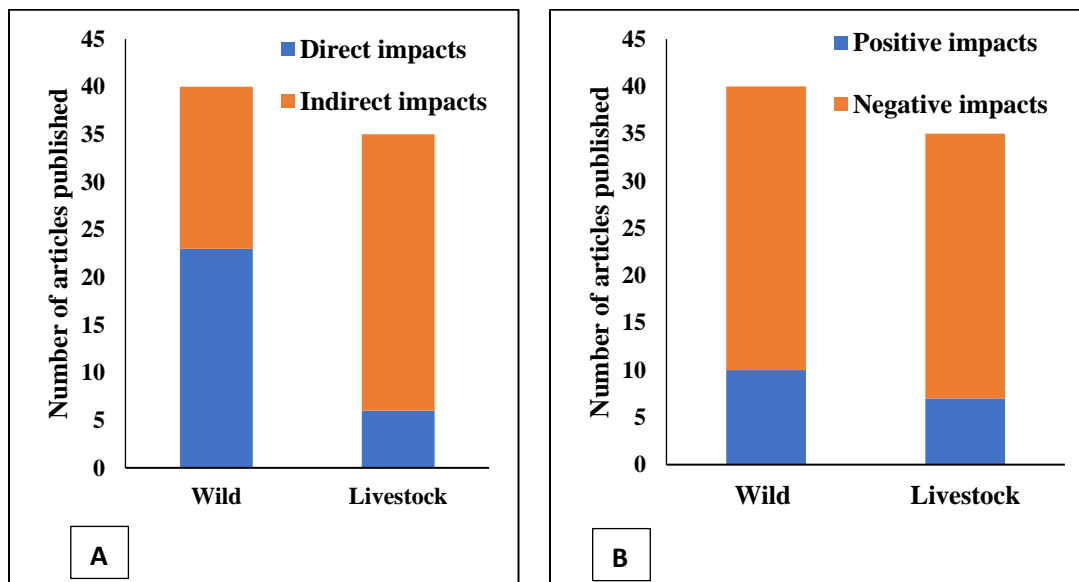 Number of articles published
45
40
35
30
25
20
15
10
5
0
Direct impacts
Indirect impacts
Wild
Livestock
A
Number of articles published
45
40
35
30
25
20
15
10
5
0
Positive impacts
Negative impacts
Wild
Livestock
B